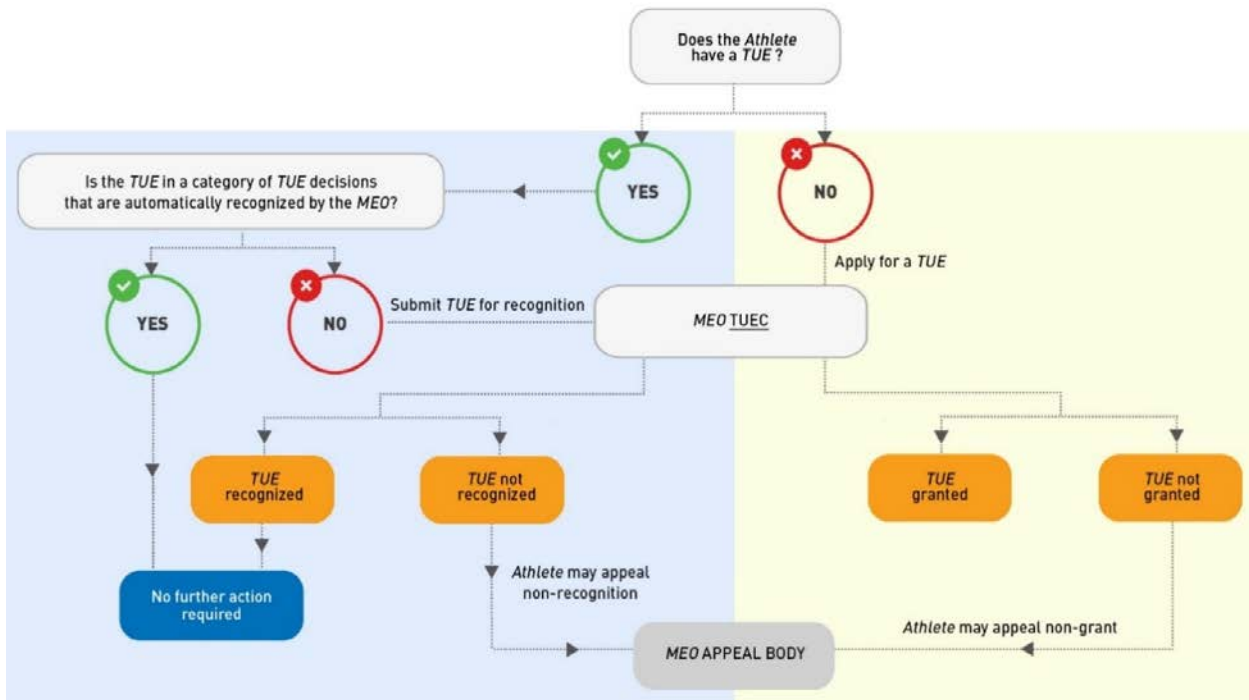 Does the Athlete
have a TUE ?
YES
NO
Is the TUE in a category of TUE decisions
that are automatically recognized by the MEO?
Apply for a TUE
YES
NO
Submit TUE for recognition
MEO TUEC
TUE
recognized
TUE not
recognized
TUE
granted
TUE not
granted
No further action
required
Athlete may appeal
non-recognition
Athlete may appeal non-grant
MEO APPEAL BODY